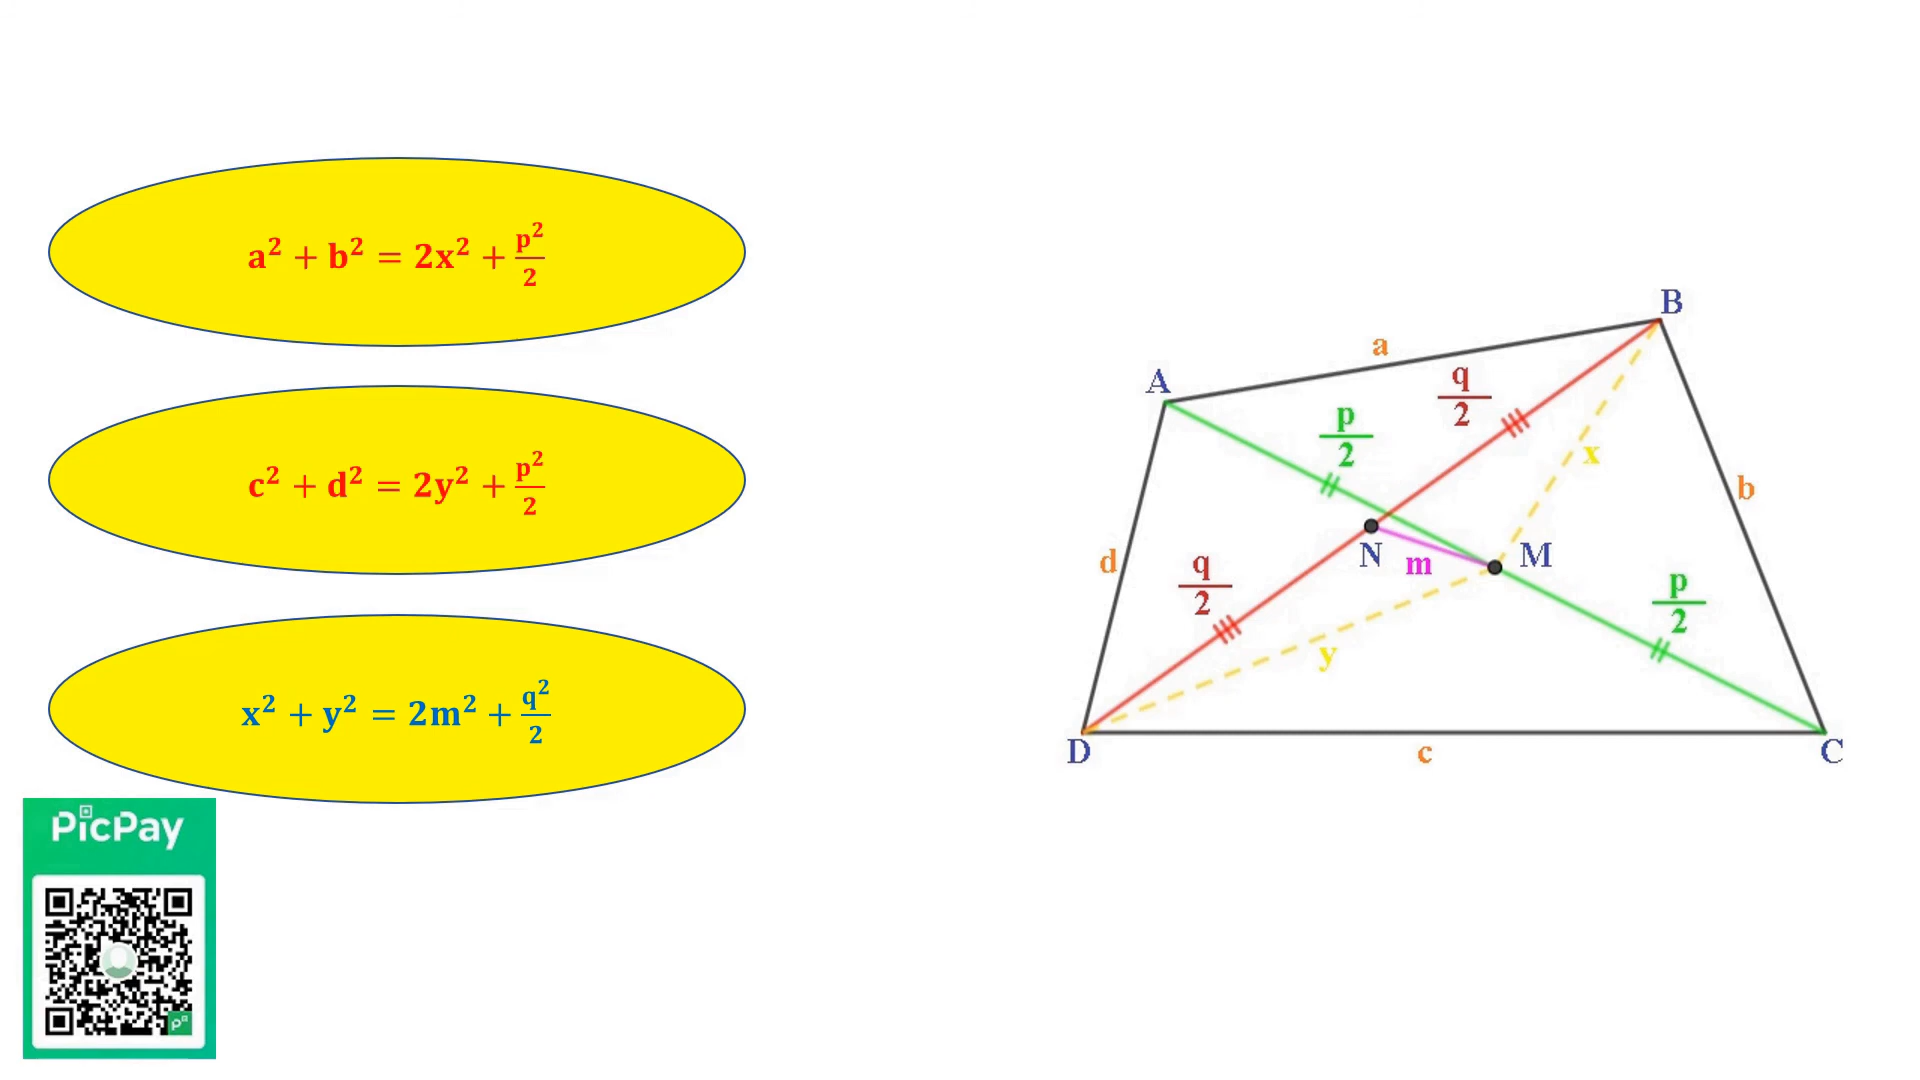 a² + b² = 2x² + p²/2
c² + d² = 2y² + p²/2
x² + y² = 2m² + q²/2
B
a
A
q/2
p/2
x
b
N
m
M
d
q/2
p/2
y
D
c
C
PicPay